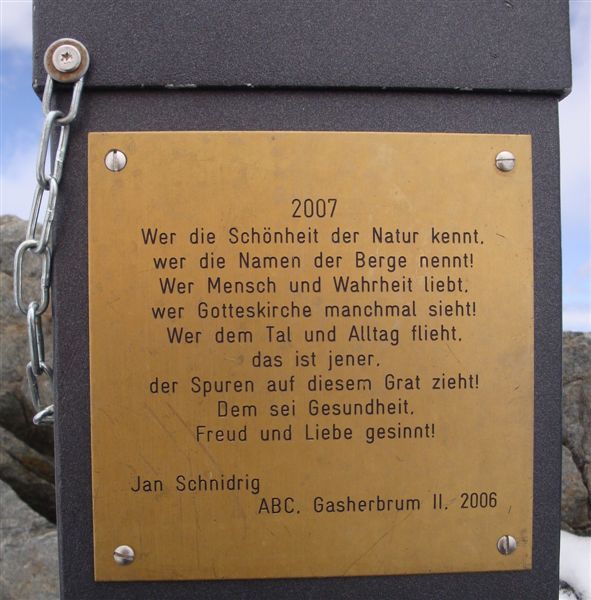 2007
Wer die Schönheit der Natur kennt,
wer die Namen der Berge nennt!
Wer Mensch und Wahrheit liebt,
wer Gotteskirche manchmal sieht!
Wer dem Tal und Alltag flieht,
das ist jener,
der Spuren auf diesem Grat zieht!
Dem sei Gesundheit,
Freud und Liebe gesinnt!
Jan Schnidrig
ABC, Gasherbrum II, 2006